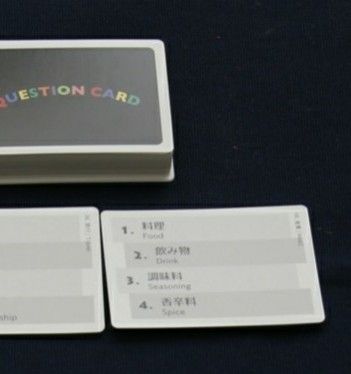 QUESTION CARD
1. 料理
Food
2. 飲み物
Drink
3. 調味料
Seasoning
4. 香辛料
Spice